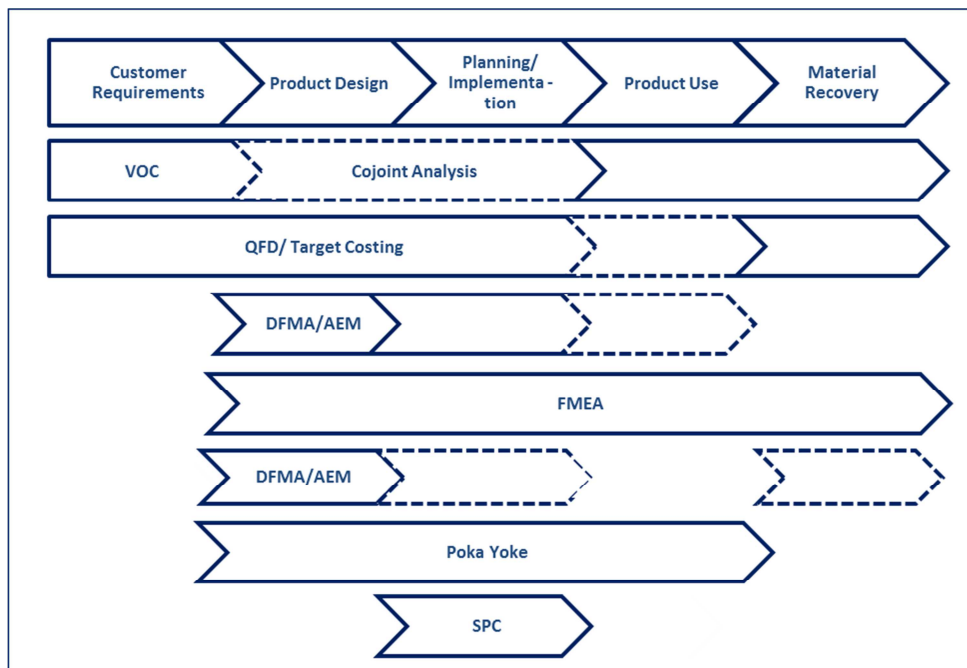 Customer
Requirements
Product Design
Planning/
Implementa -
tion
Product Use
Material
Recovery
VOC
Cojoint Analysis
QFD/ Target Costing
DFMA/AEM
FMEA
DFMA/AEM
Poka Yoke
SPC